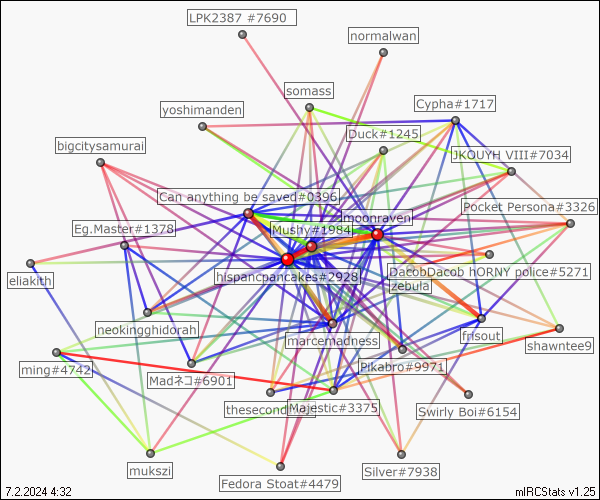 LPK2387 #7690
normalwan
somass
Cypha#1717
yoshimanden
Duck#1245
bigcitysamurai
JKOUYH VIII#7034
Can anything be saved#0396
Pocket Persona#3326
moonraven
Eg.Master#1378
Mushy#1984
DacobDacob hORNY police#5271
hispancpancakes#2928
eliakith
zebula
neokingghidorah
frisout
marcemadness
shawntee9
Pikabro#9971
ming#4742
Madネコ#6901
thesecond
Majestic#3375
Swirly Boi#6154
mukszi
Silver#7938
Fedora Stoat#4479
7.2.2024 4:32
mIRCStats v1.25